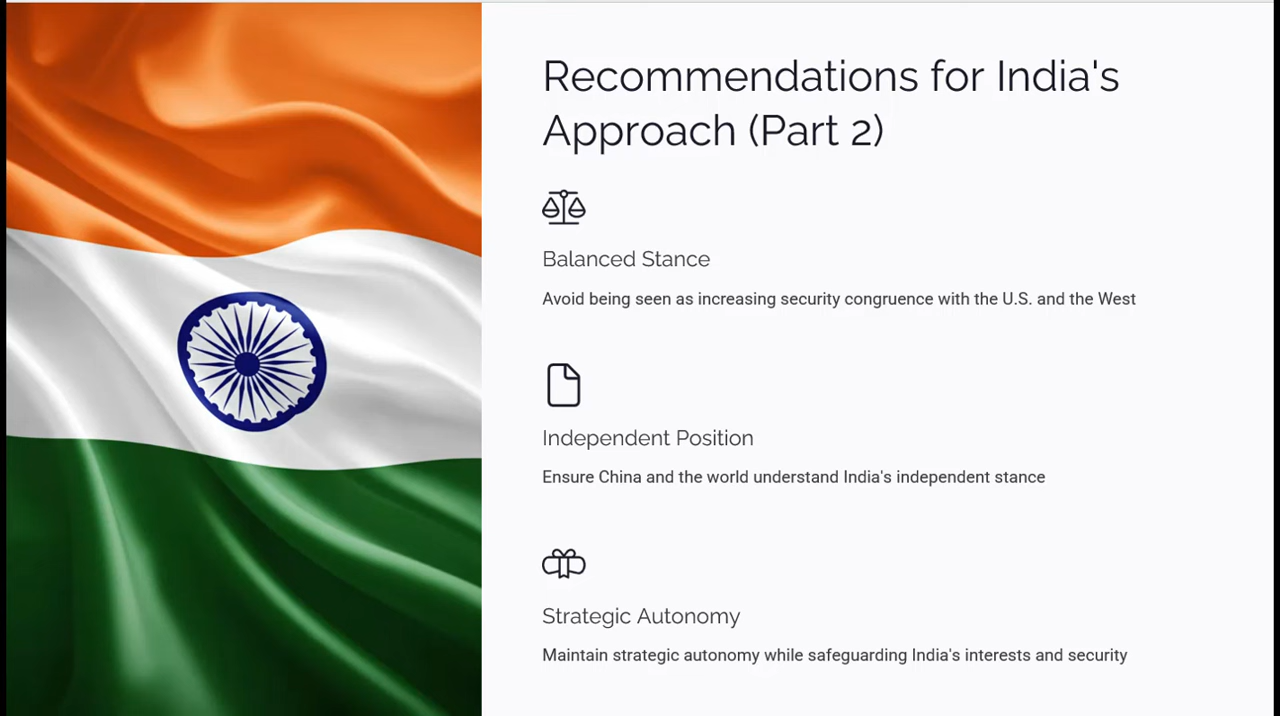 Recommendations for India's
Approach (Part 2)
Balanced Stance
Avoid being seen as increasing security congruence with the U.S. and the West
Independent Position
Ensure China and the world understand India's independent stance
Strategic Autonomy
Maintain strategic autonomy while safeguarding India's interests and security